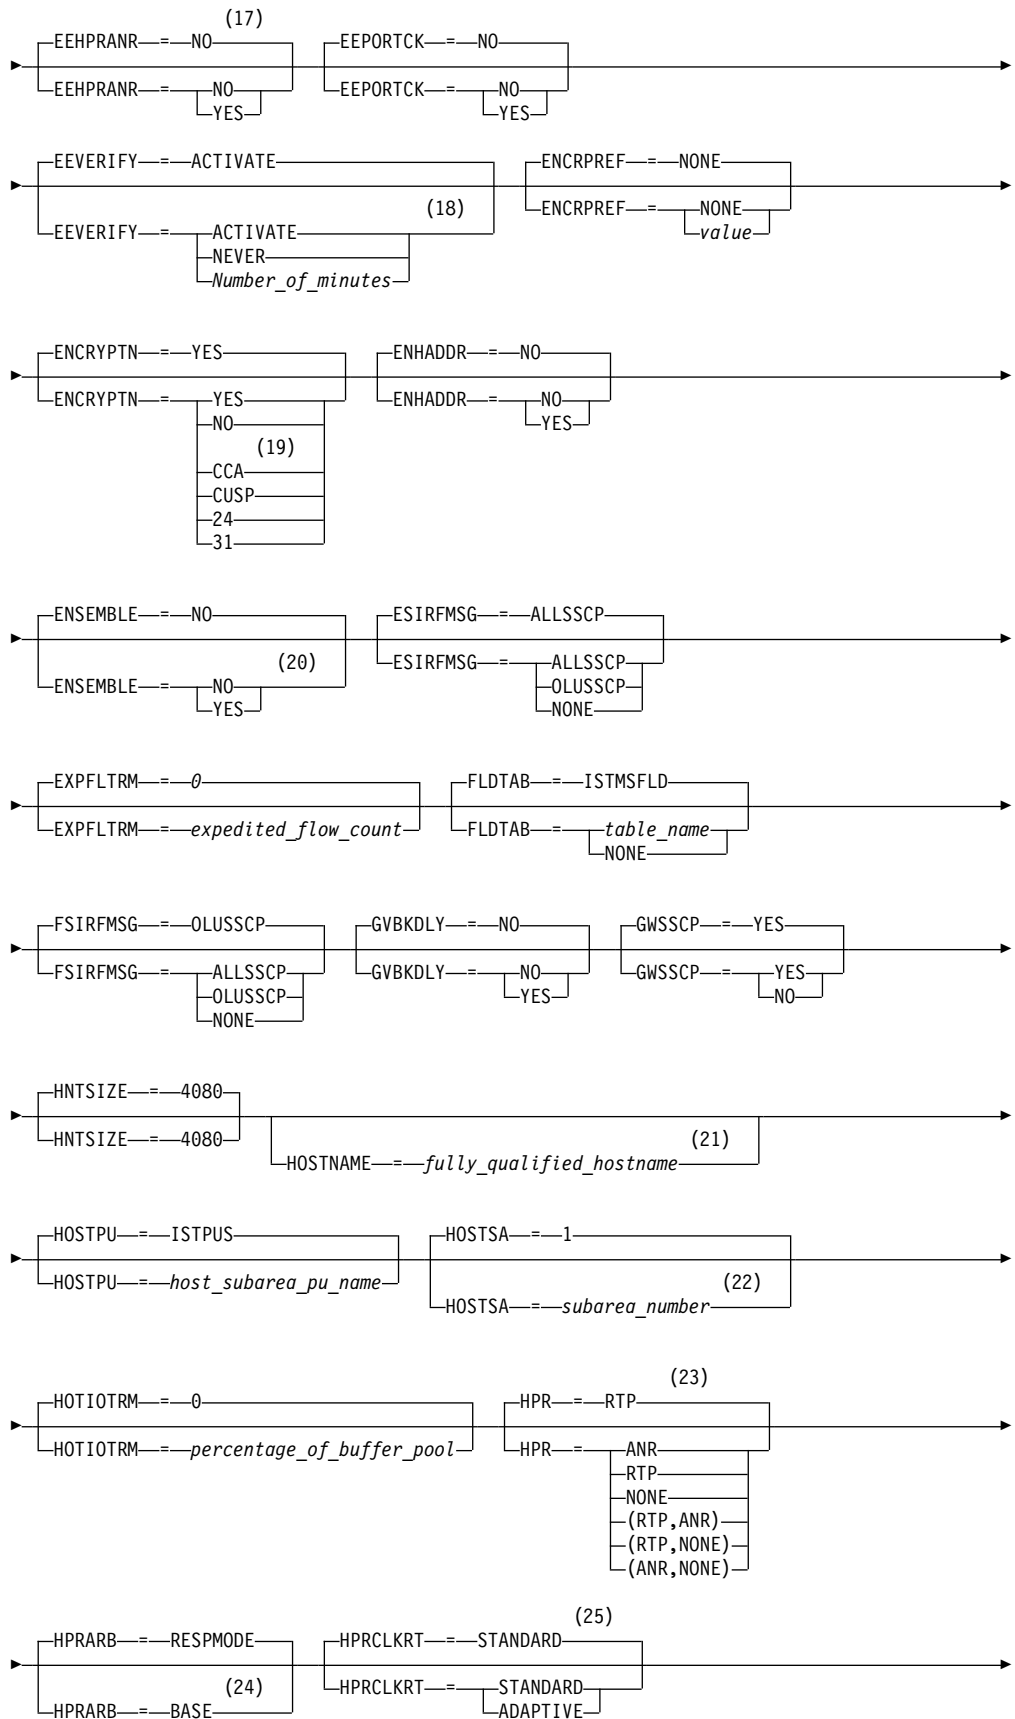 (17)
EEHPRANR = NO EEPORTCK = NO
EEHPRANR = NO EEPORTCK = NO
YES YES
EEVERIFY = ACTIVATE ENCRPREF = NONE
(18) ENCRPREF = NONE
EEVERIFY = ACTIVATE value
NEVER
Number_of_minutes
ENCRYPTN = YES ENHADDR = NO
ENCRYPTN = YES ENHADDR = NO
NO YES
(19)
CCA
CUSP
24
31
ENSEMBLE = NO ESIRFMSG = ALLSSCP
(20) ESIRFMSG = ALLSSCP
ENSEMBLE = NO OLUSSCP
YES NONE
EXPFLTRM = 0 FLDTAB = ISTMSFLD
EXPFLTRM = expedited_flow_count FLDTAB = table_name
NONE
FSIRFMSG = OLUSSCP GVBKDLY = NO GWSSCP = YES
FSIRFMSG = ALLSSCP GVBKDLY = NO GWSSCP = YES
OLUSSCP YES NO
NONE
HNTSIZE = 4080
HNTSIZE = 4080 (21)
HOSTNAME = fully_qualified_hostname
HOSTPU = ISTPUS HOSTSA = 1
HOSTPU = host_subarea_pu_name (22)
HOSTSA = subarea_number
(23)
HOTIOTRM = 0 HPR = RTP
HOTIOTRM = percentage_of_buffer_pool HPR = ANR
RTP
NONE
(RTP,ANR)
(RTP,NONE)
(ANR,NONE)
(25)
HPRARB = RESPMODE HPRCLKRT = STANDARD
(24) HPRCLKRT = STANDARD
HPRARB = BASE ADAPTIVE